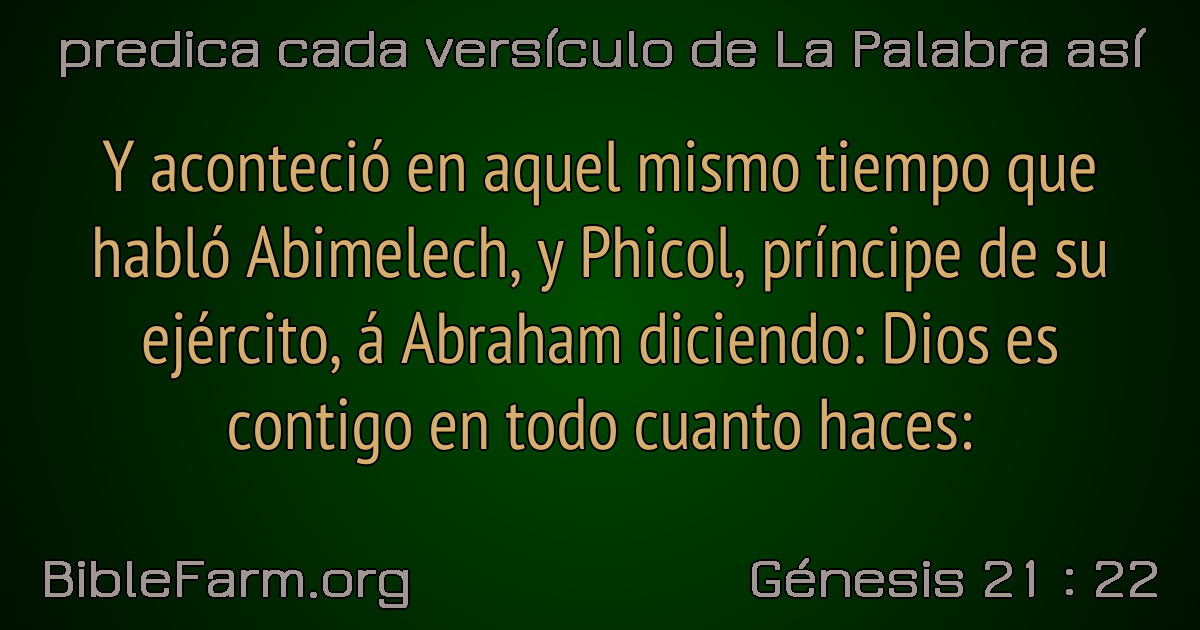 predica cada versículo de La Palabra así
Y aconteció en aquel mismo tiempo que
habló Abimelech, y Phicol, príncipe de su
ejército, á Abraham diciendo: Dios es
contigo en todo cuanto haces:
BibleFarm.org
Génesis 21 : 22